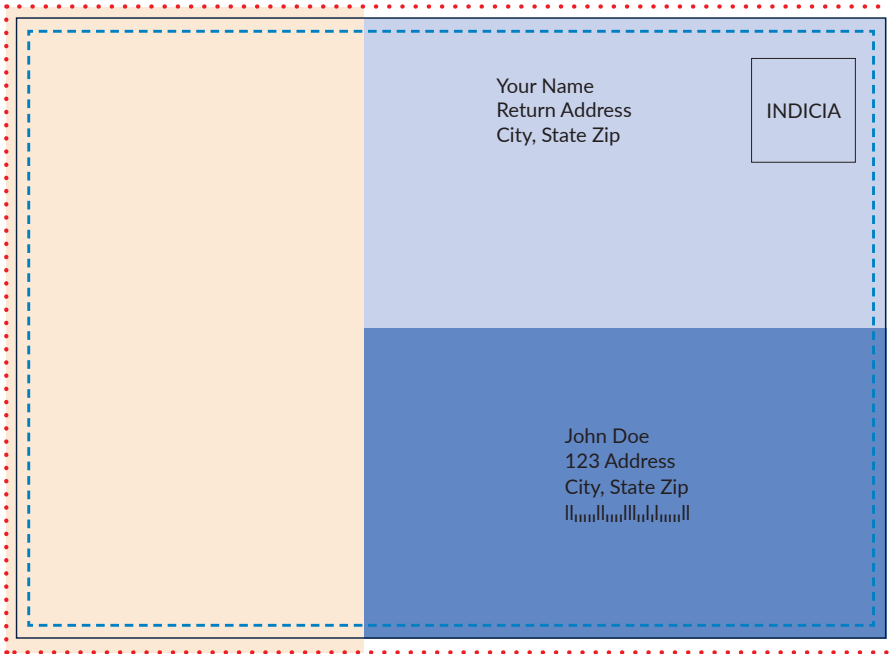 Your Name
Return Address
City, State Zip
INDICIA
John Doe
123 Address
City, State Zip